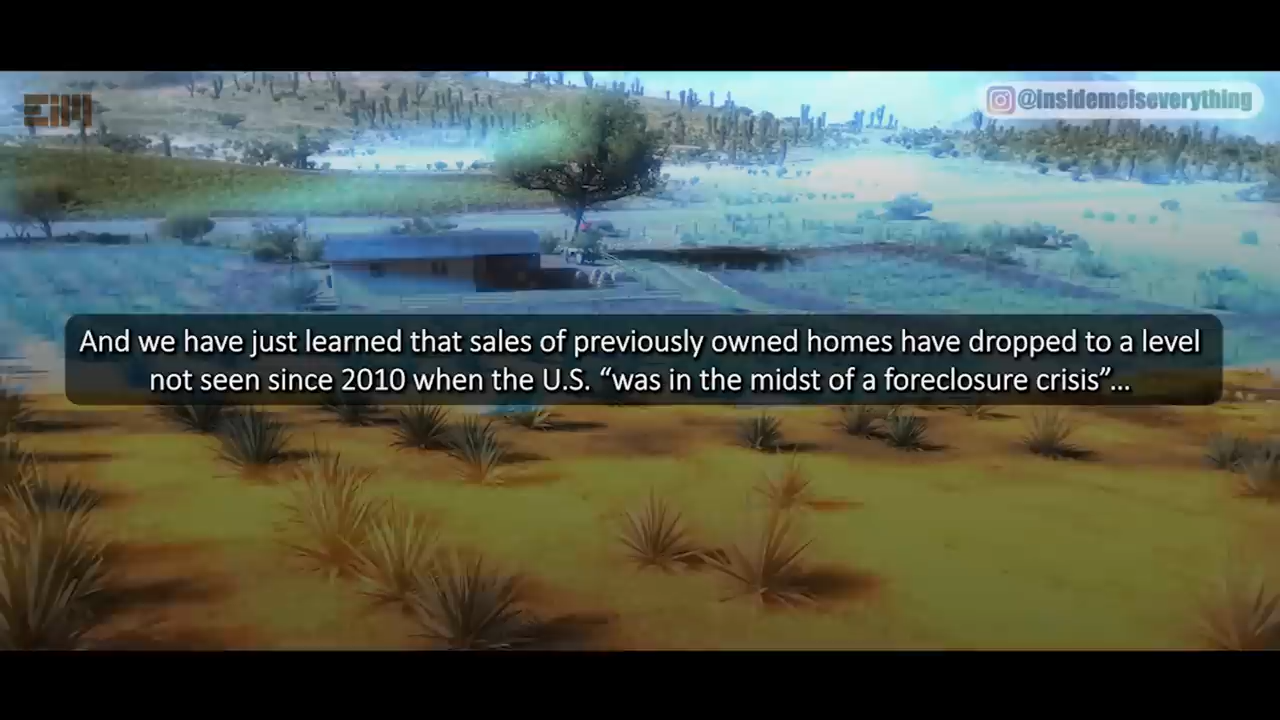 EiM
@insidemeiseverything
And we have just learned that sales of previously owned homes have dropped to a level
not seen since 2010 when the U.S. “was in the midst of a foreclosure crisis”...